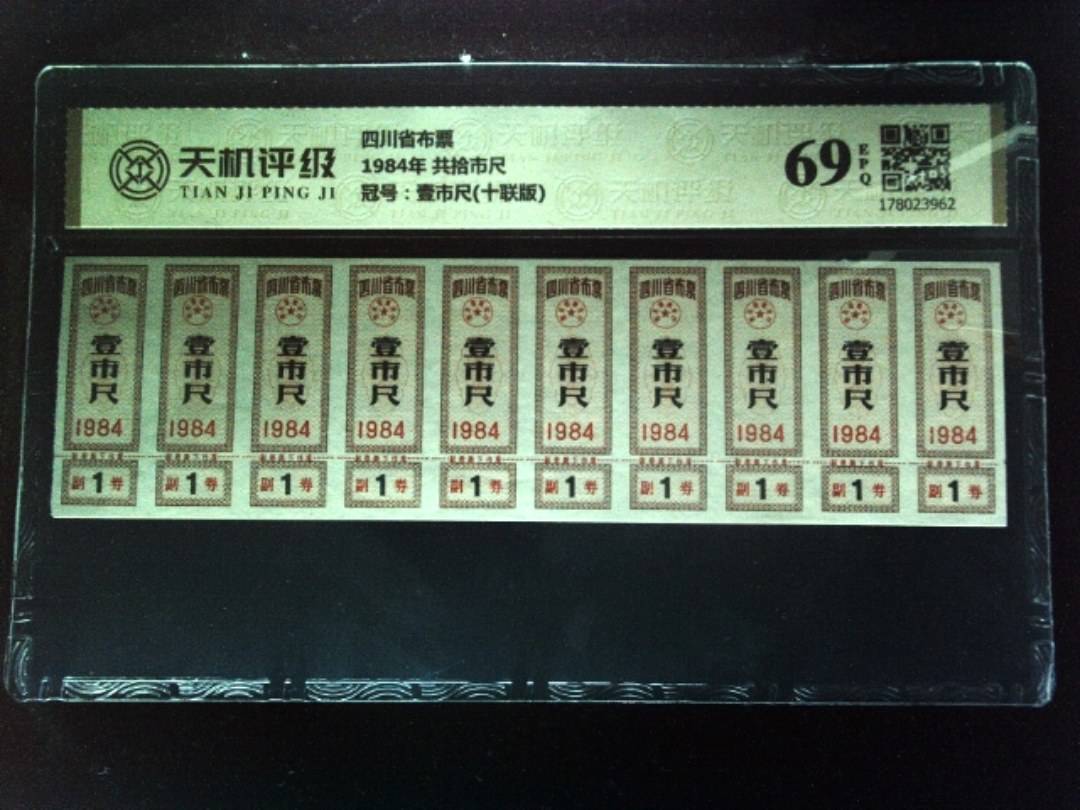 天机评级
TIAN JI PING JI
四川省布票
1984年 共拾市尺
冠号：壹市尺(十联版)
69
EPQ
178023962
四川省布票 四川省布票 四川省布票 四川省布票 四川省布票 四川省布票 四川省布票 四川省布票 四川省布票 四川省布票
壹市尺 壹市尺 壹市尺 壹市尺 壹市尺 壹市尺 壹市尺 壹市尺 壹市尺 壹市尺
1984 1984 1984 1984 1984 1984 1984 1984 1984 1984
副1券 副1券 副1券 副1券 副1券 副1券 副1券 副1券 副1券 副1券